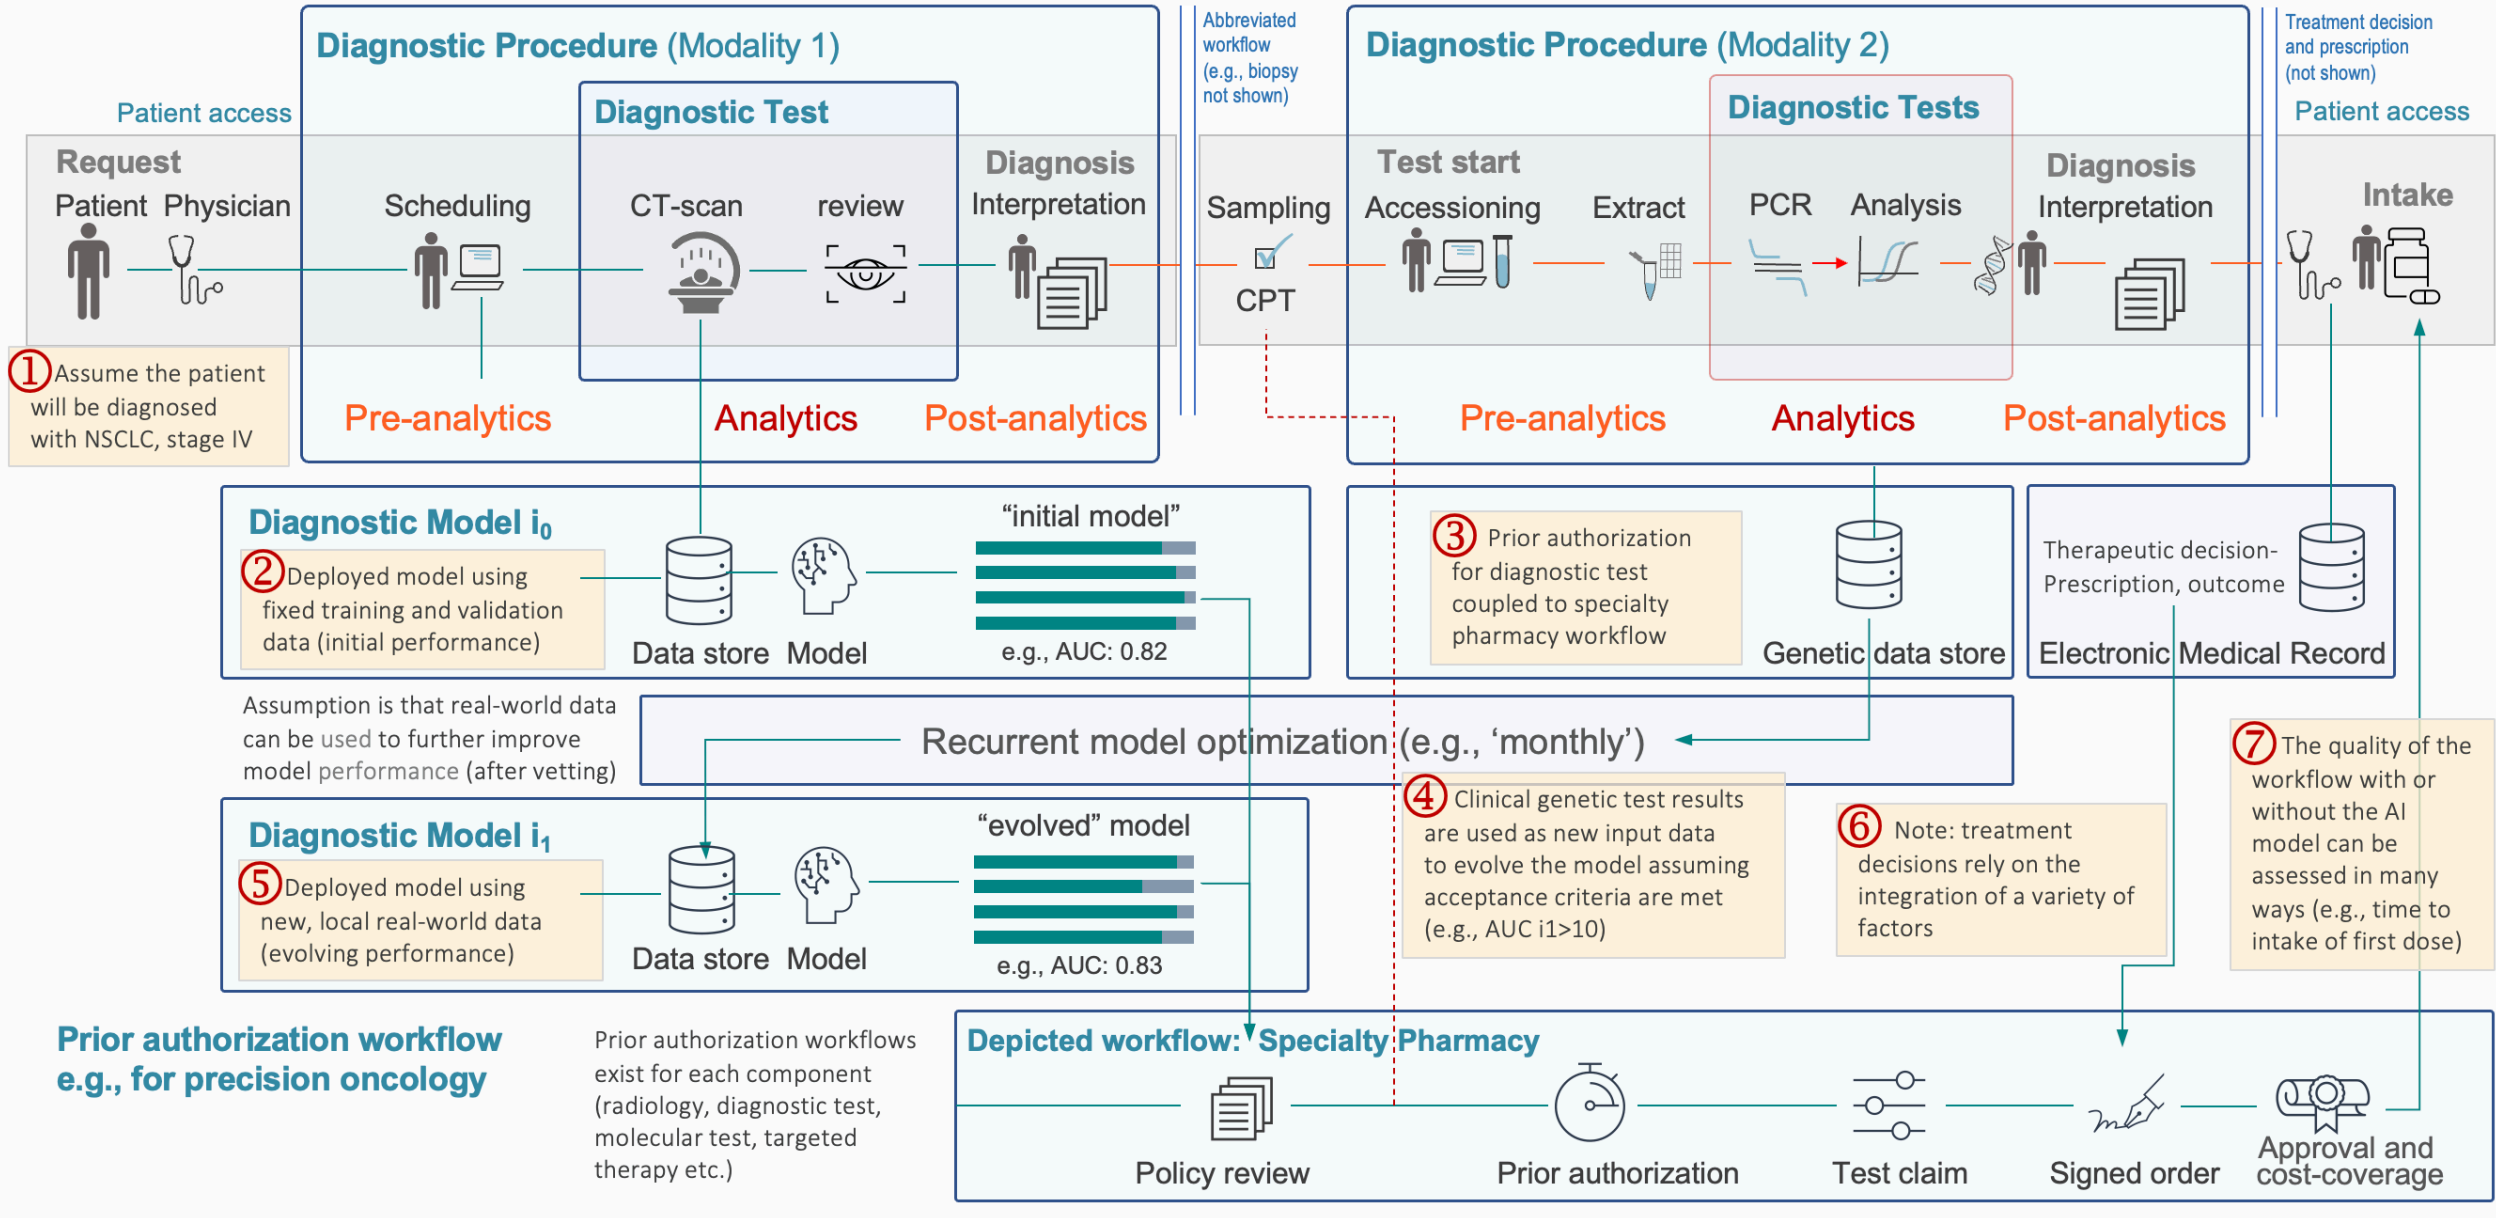 Diagnostic Procedure (Modality 1)
Abbreviated
workflow
(e.g., biopsy
not shown)
Diagnostic Procedure (Modality 2)
Treatment decision
and prescription
(not shown)
Patient access
Diagnostic Test
Diagnostic Tests
Patient access
Request
Patient
Physician
Scheduling
CT-scan
review
Diagnosis
Interpretation
Sampling
CPT
Test start
Accessioning
Extract
PCR
Analysis
Diagnosis
Interpretation
Intake
1 Assume the patient
will be diagnosed
with NSCLC, stage IV
Pre-analytics
Analytics
Post-analytics
Pre-analytics
Analytics
Post-analytics
Diagnostic Model i0
2 Deployed model using
fixed training and validation
data (initial performance)
Data store
Model
“initial model”
e.g., AUC: 0.82
3 Prior authorization
for diagnostic test
coupled to specialty
pharmacy workflow
Genetic data store
Therapeutic decision-
Prescription, outcome
Electronic Medical Record
Assumption is that real-world data
can be used to further improve
model performance (after vetting)
Recurrent model optimization (e.g., ‘monthly’)
Diagnostic Model i1
5 Deployed model using
new, local real-world data
(evolving performance)
Data store
Model
“evolved” model
e.g., AUC: 0.83
4 Clinical genetic test results
are used as new input data
to evolve the model assuming
acceptance criteria are met
(e.g., AUC i1>10)
6 Note: treatment
decisions rely on the
integration of a variety of
factors
7 The quality of the
workflow with or
without the AI
model can be
assessed in many
ways (e.g., time to
intake of first dose)
Prior authorization workflow
e.g., for precision oncology
Prior authorization workflows
exist for each component
(radiology, diagnostic test,
molecular test, targeted
therapy etc.)
Depicted workflow: Specialty Pharmacy
Policy review
Prior authorization
Test claim
Signed order
Approval and
cost-coverage